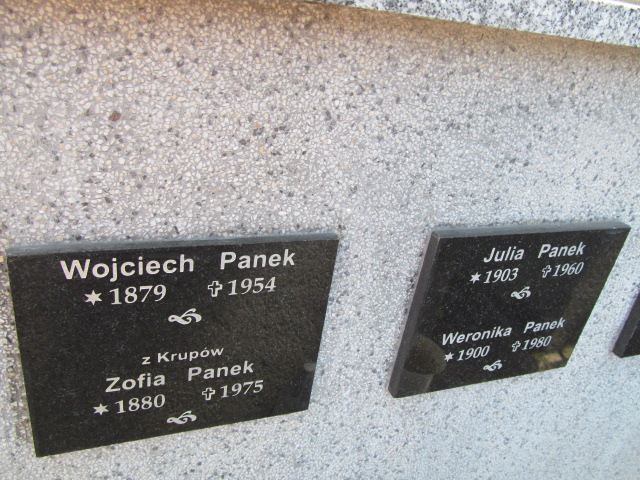 Wojciech Panek
✶ 1879 ✞ 1954
z Krupów
Zofia Panek
✶ 1880 ✞ 1975
Julia Panek
✶ 1903 ✞ 1960
Weronika Panek
✶ 1900 ✞ 1980